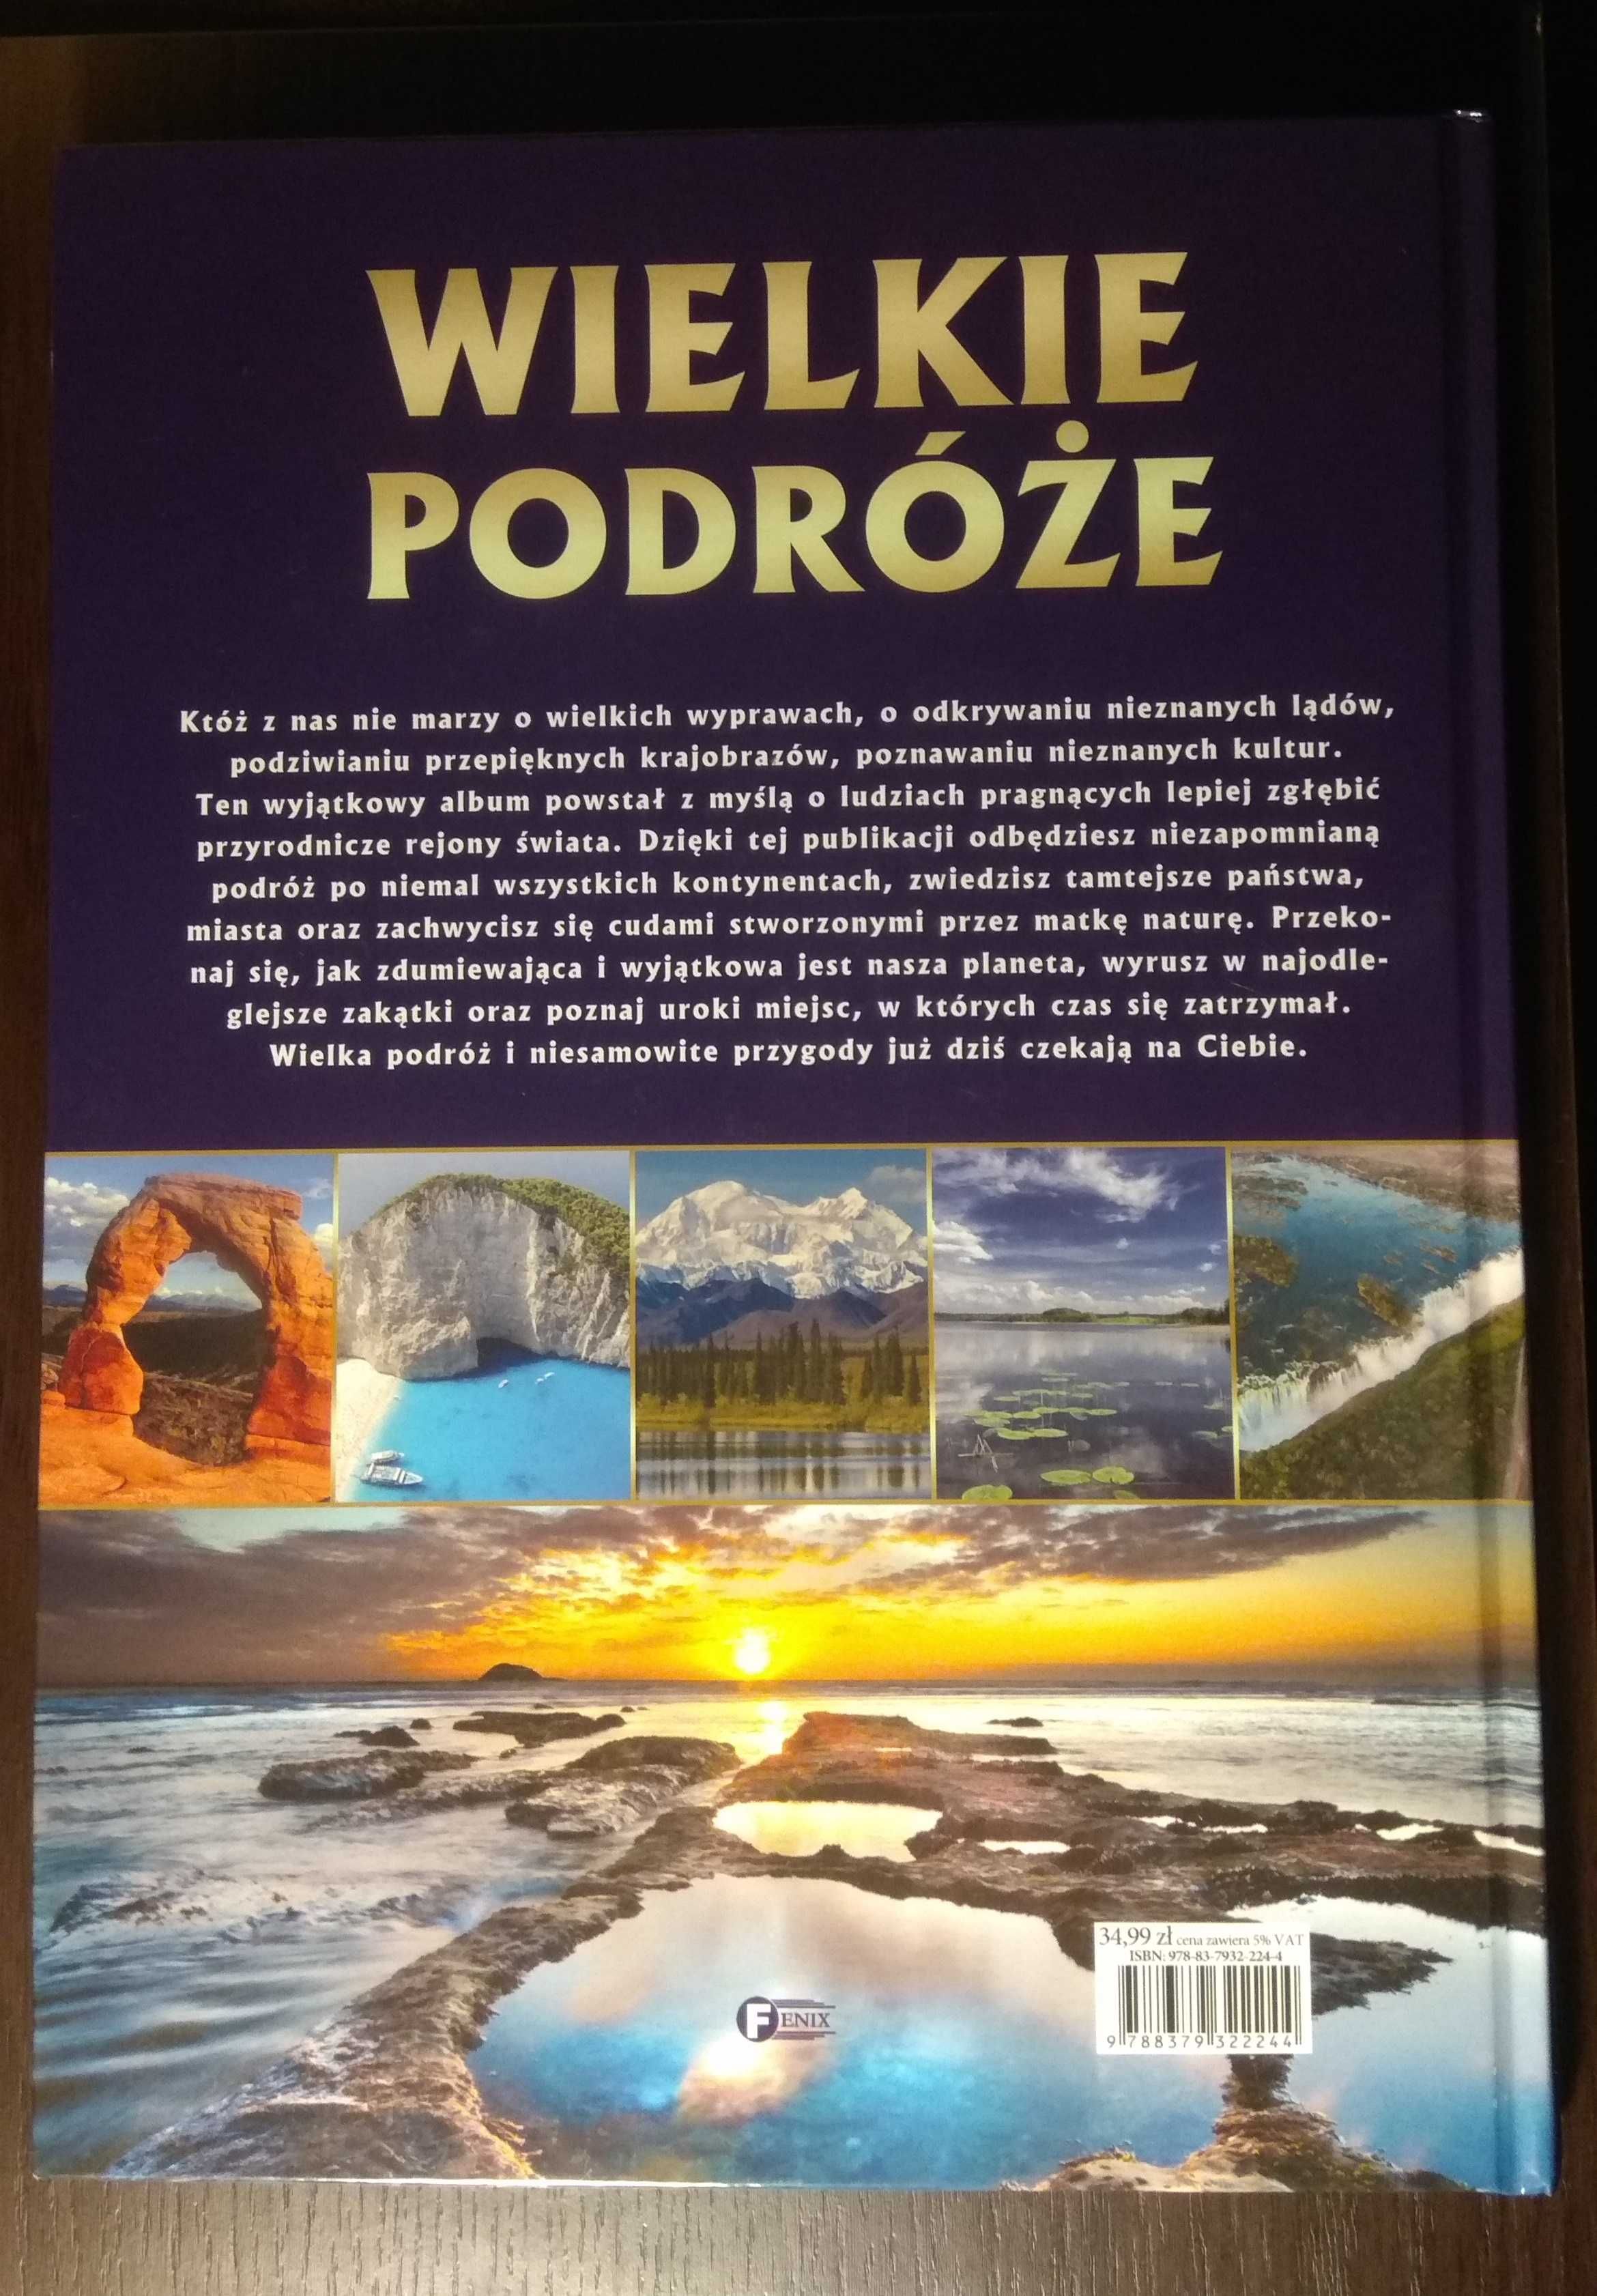 WIELKIE
PODRÓŻE
Któż z nas nie marzy o wielkich wyprawach, o odkrywaniu nieznanych lądów,
podziwianiu przepięknych krajobrazów, poznawaniu nieznanych kultur.
Ten wyjątkowy album powstał z myślą o ludziach pragnących lepiej zgłębić
przyrodnicze rejony świata. Dzięki tej publikacji odbędziesz niezapomnianą
podróż po niemal wszystkich kontynentach, zwiedzisz tamtejsze państwa,
miasta oraz zachwycisz się cudami stworzonymi przez matkę naturę. Przeko-
naj się, jak zdumiewająca i wyjątkowa jest nasza planeta, wyrusz w najodle-
glejsze zakątki oraz poznaj uroki miejsc, w których czas się zatrzymał.
Wielka podróż i niesamowite przygody już dziś czekają na Ciebie.
34,99 zł cena zawiera 5% VAT
ISBN: 978-83-7932-224-4
9 788379 322244
FENIX